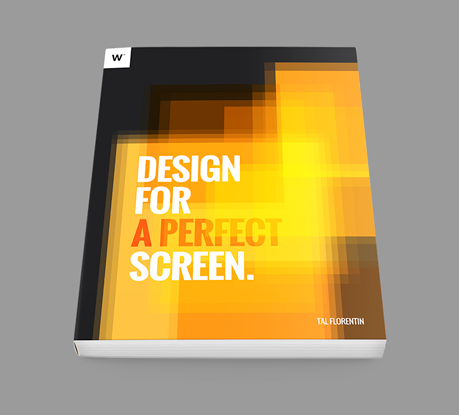 W
DESIGN
FOR
A PERFECT
SCREEN.
TAL FLORENTIN